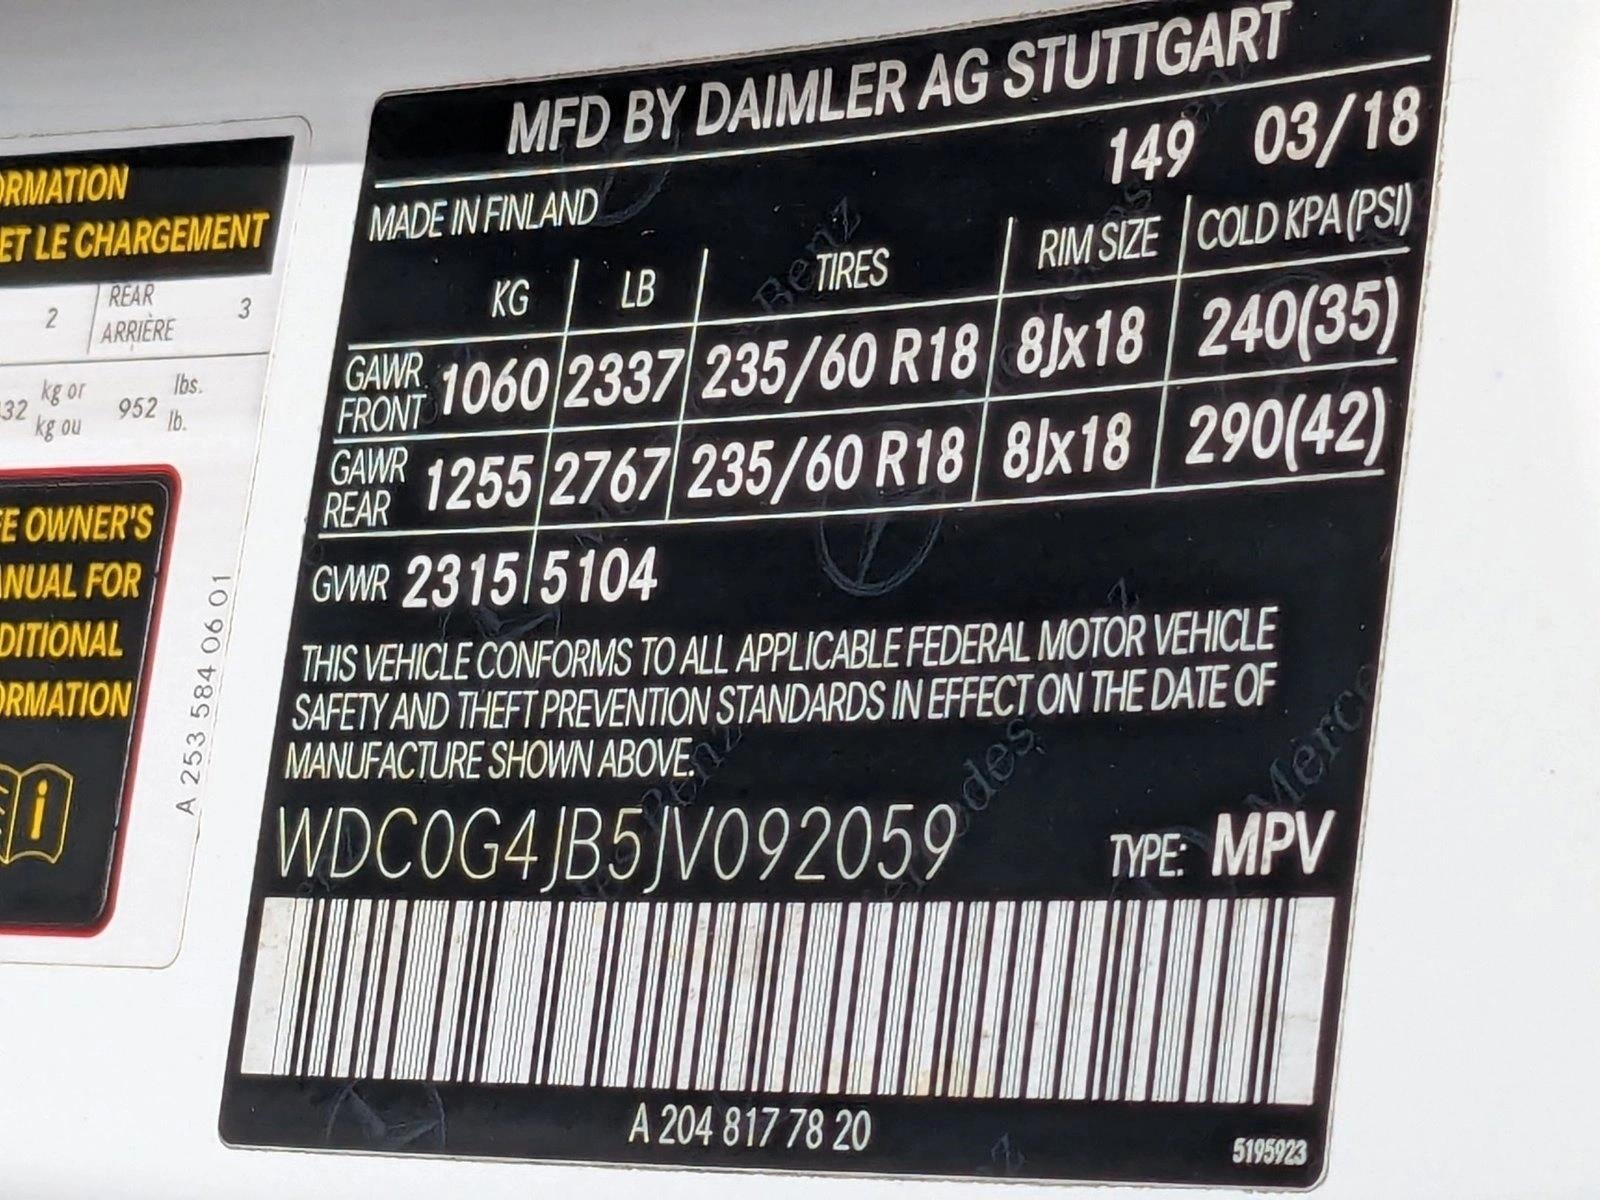 ORMATION
ET LE CHARGEMENT
2 REAR ARRIÈRE 3
32 kg or kg ou 952 lbs. lb.
EE OWNER'S
ANUAL FOR
DITIONAL
ORMATION
i
A 253 584 06 01
MFD BY DAIMLER AG STUTTGART
149 03/18
MADE IN FINLAND
KG LB TIRES RIM SIZE COLD KPA (PSI)
GAWR FRONT 1060 2337 235/60 R18 8Jx18 240(35)
GAWR REAR 1255 2767 235/60 R18 8Jx18 290(42)
GVWR 2315 5104
THIS VEHICLE CONFORMS TO ALL APPLICABLE FEDERAL MOTOR VEHICLE
SAFETY AND THEFT PREVENTION STANDARDS IN EFFECT ON THE DATE OF
MANUFACTURE SHOWN ABOVE.
WDC0G4JB5JV092059 TYPE: MPV
A 204 817 78 20
5195923